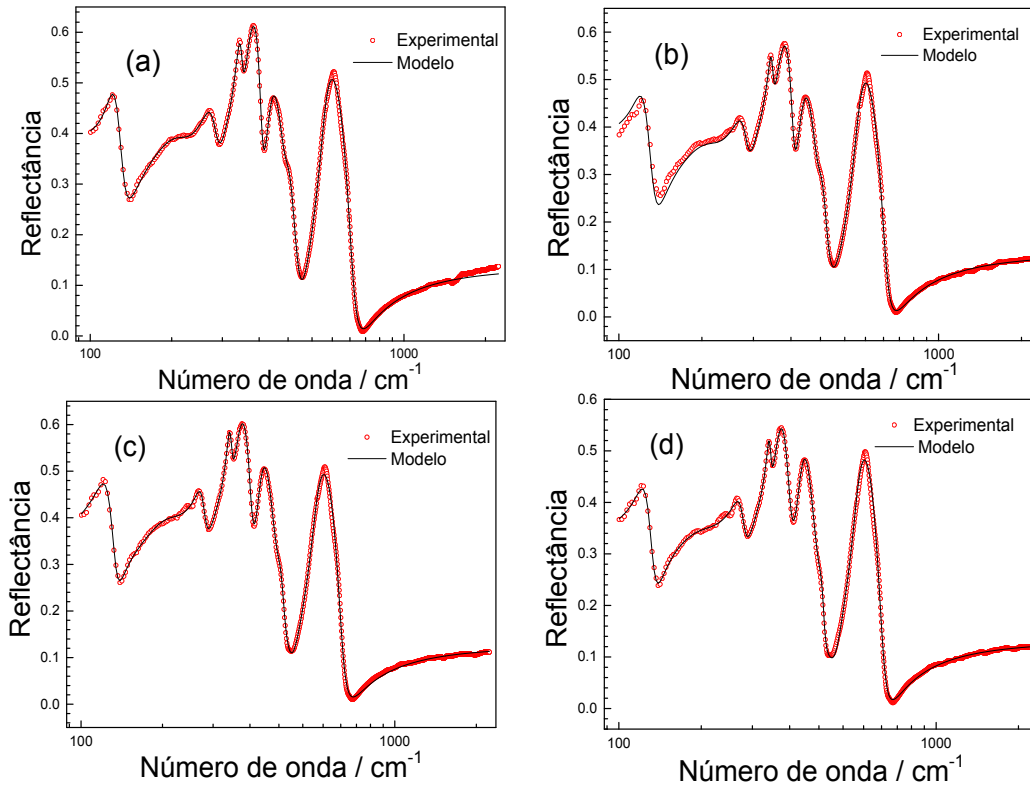 (a)
Experimental
Modelo
Reflectância
0.6
0.5
0.4
0.3
0.2
0.1
0.0
100
1000
Número de onda / cm⁻¹
(b)
Experimental
Modelo
Reflectância
0.6
0.5
0.4
0.3
0.2
0.1
0.0
100
1000
Número de onda / cm⁻¹
(c)
Experimental
Modelo
Reflectância
0.6
0.5
0.4
0.3
0.2
0.1
0.0
100
1000
Número de onda / cm⁻¹
(d)
Experimental
Modelo
Reflectância
0.6
0.5
0.4
0.3
0.2
0.1
0.0
100
1000
Número de onda / cm⁻¹